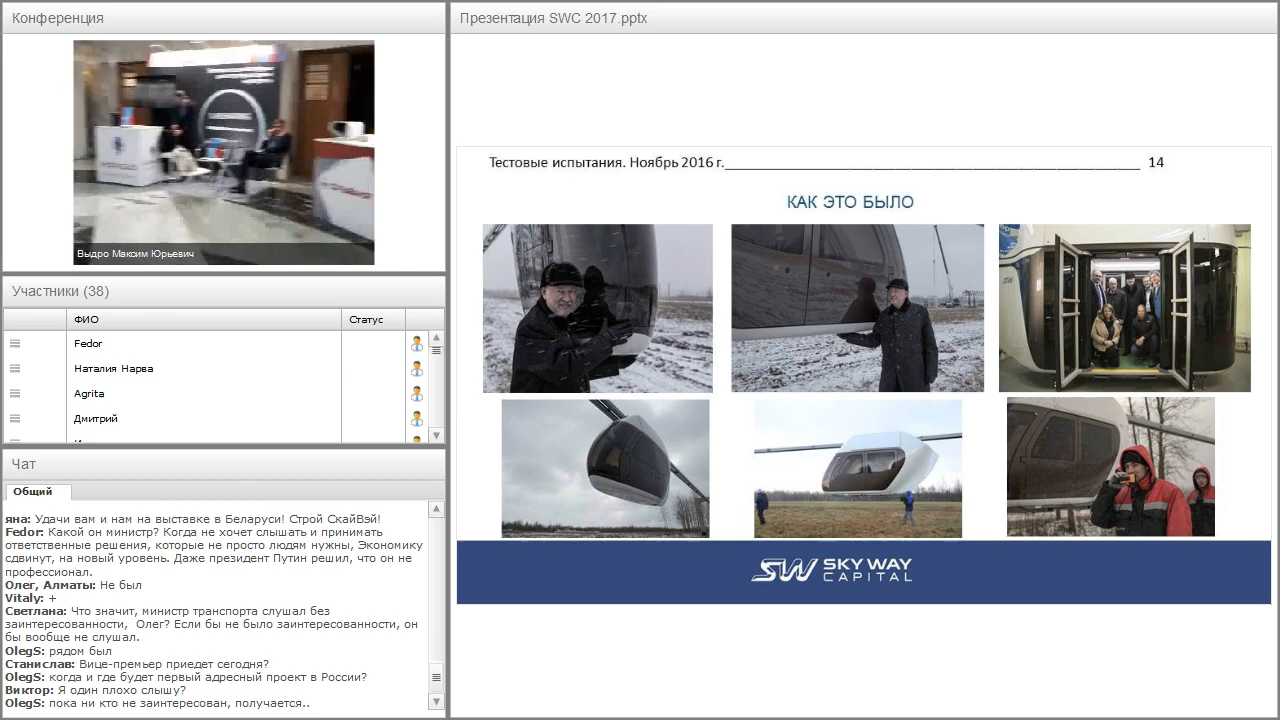 Конференция
Выдро Максим Юрьевич
Участники (38)
ФИО Статус
Fedor
Наталия Нарва
Agrita
Дмитрий
Чат
Общий
яна: Удачи вам и нам на выставке в Беларуси! Строй СкайВэй!
Fedor: Какой он министр? Когда не хочет слышать и принимать
ответственные решения, которые не просто людям нужны, Экономику
сдвинут, на новый уровень. Даже президент Путин решил, что он не
профессионал.
Олег, Алматы: Не был
Vitaly: +
Светлана: Что значит, министр транспорта слушал без
заинтересованности, Олег? Если бы не было заинтересованности, он
бы вообще не слушал.
OlegS: рядом был
Станислав: Вице-премьер приедет сегодня?
OlegS: когда и где будет первый адресный проект в России?
Виктор: Я один плохо слышу?
OlegS: пока ни кто не заинтересован, получается..
Презентация SWC 2017.pptx
Тестовые испытания. Ноябрь 2016 г. 14
КАК ЭТО БЫЛО
SW SKY WAY
CAPITAL